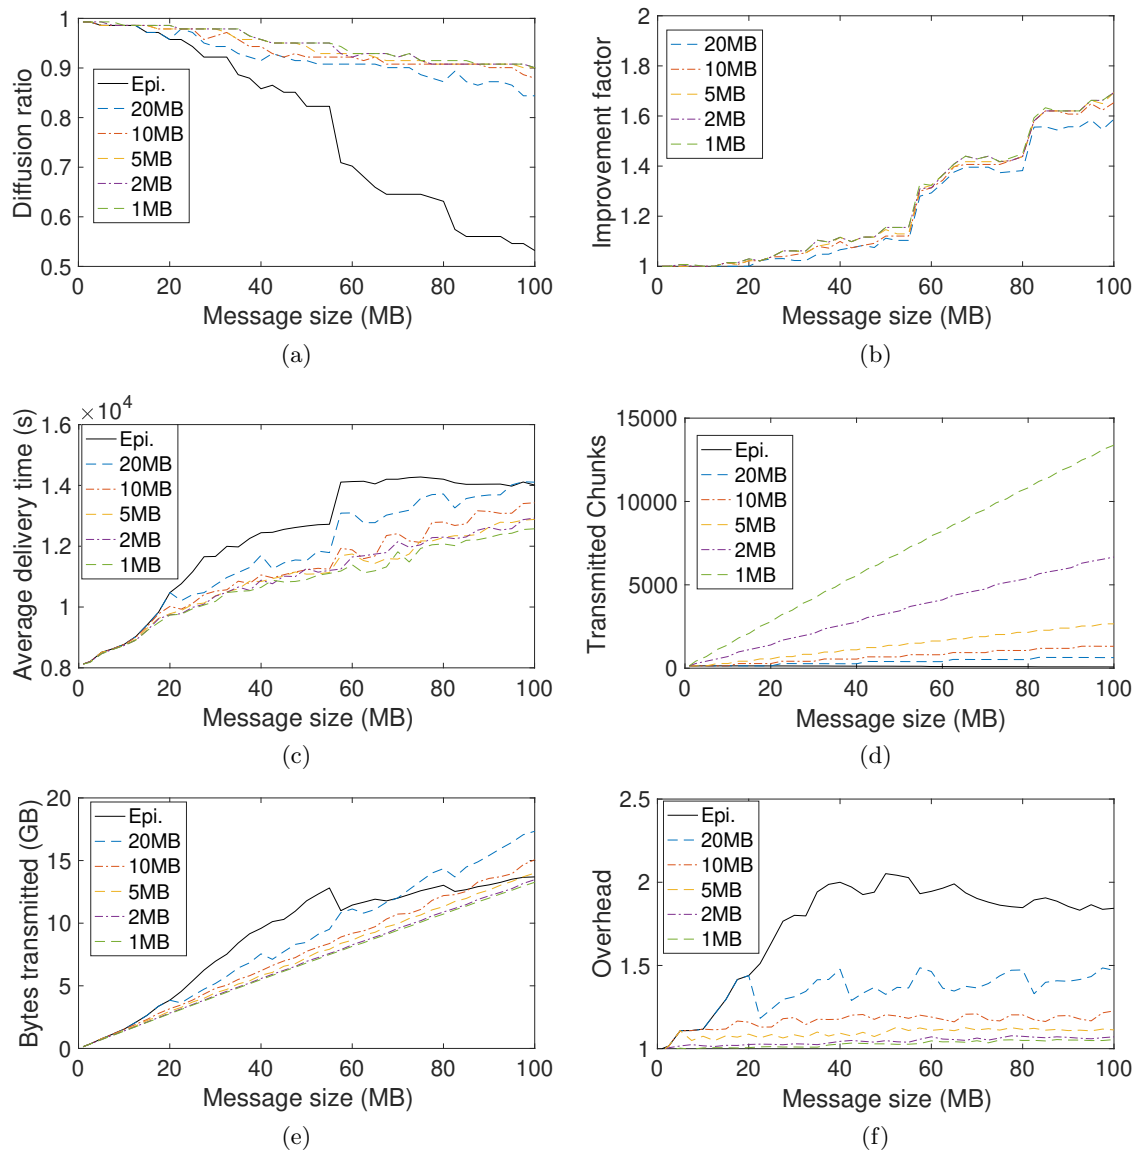 Diffusion ratio
1
0.9
0.8
0.7
0.6
0.5
Epi.
20MB
10MB
5MB
2MB
1MB
0 20 40 60 80 100
Message size (MB)
(a)
Improvement factor
2
1.8
1.6
1.4
1.2
1
20MB
10MB
5MB
2MB
1MB
0 20 40 60 80 100
Message size (MB)
(b)
Average delivery time (s)
×10⁴
1.6
1.4
1.2
1
0.8
Epi.
20MB
10MB
5MB
2MB
1MB
0 20 40 60 80 100
Message size (MB)
(c)
Transmitted Chunks
15000
10000
5000
0
Epi.
20MB
10MB
5MB
2MB
1MB
20 40 60 80 100
Message size (MB)
(d)
Bytes transmitted (GB)
20
15
10
5
0
Epi.
20MB
10MB
5MB
2MB
1MB
0 20 40 60 80 100
Message size (MB)
(e)
Overhead
2.5
2
1.5
1
Epi.
20MB
10MB
5MB
2MB
1MB
0 20 40 60 80 100
Message size (MB)
(f)